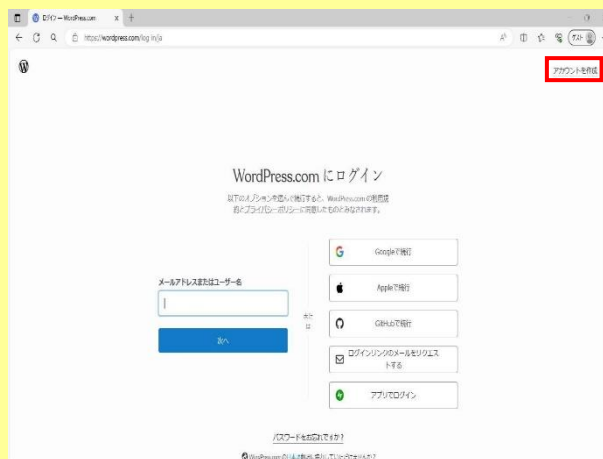 ログイン — WordPress.com
https://wordpress.com/log-in/ja
ゲスト
アカウントを作成
WordPress.com にログイン
以下のオプションを選んで続行すると、WordPress.com の利用規
約とプライバシーポリシーに同意したものとみなされます。
メールアドレスまたはユーザー名
次へ
また
は
Googleで続行
Appleで続行
GitHubで続行
ログインリンクのメールをリクエス
トする
アプリでログイン
パスワードをお忘れですか ?